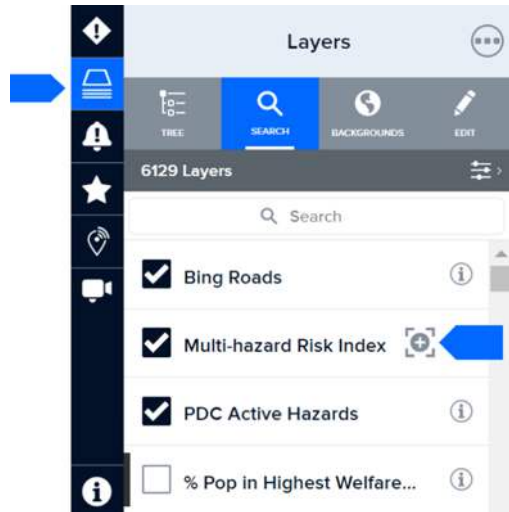 Layers
TREE
SEARCH
BACKGROUNDS
EDIT
6129 Layers
Search
Bing Roads
Multi-hazard Risk Index
PDC Active Hazards
% Pop in Highest Welfare...